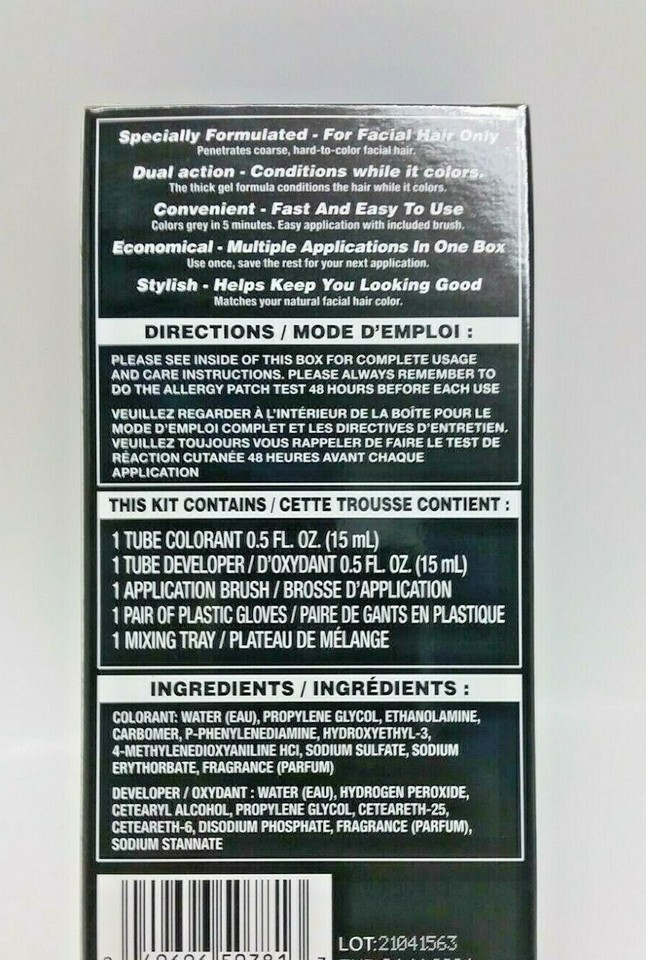 Specially Formulated - For Facial Hair Only
Penetrates coarse, hard-to-color facial hair.
Dual action - Conditions while it colors.
The thick gel formula conditions the hair while it colors.
Convenient - Fast And Easy To Use
Colors grey in 5 minutes. Easy application with included brush.
Economical - Multiple Applications In One Box
Use once, save the rest for your next application.
Stylish - Helps Keep You Looking Good
Matches your natural facial hair color.
DIRECTIONS / MODE D'EMPLOI :
PLEASE SEE INSIDE OF THIS BOX FOR COMPLETE USAGE
AND CARE INSTRUCTIONS. PLEASE ALWAYS REMEMBER TO
DO THE ALLERGY PATCH TEST 48 HOURS BEFORE EACH USE
VEUILLEZ REGARDER À L'INTÉRIEUR DE LA BOÎTE POUR LE
MODE D'EMPLOI COMPLET ET LES DIRECTIVES D'ENTRETIEN.
VEUILLEZ TOUJOURS VOUS RAPPELER DE FAIRE LE TEST DE
RÉACTION CUTANÉE 48 HEURES AVANT CHAQUE
APPLICATION
THIS KIT CONTAINS / CETTE TROUSSE CONTIENT :
1 TUBE COLORANT 0.5 FL. OZ. (15 mL)
1 TUBE DEVELOPER / D'OXYDANT 0.5 FL. OZ. (15 mL)
1 APPLICATION BRUSH / BROSSE D'APPLICATION
1 PAIR OF PLASTIC GLOVES / PAIRE DE GANTS EN PLASTIQUE
1 MIXING TRAY / PLATEAU DE MÉLANGE
INGREDIENTS / INGRÉDIENTS :
COLORANT: WATER (EAU), PROPYLENE GLYCOL, ETHANOLAMINE,
CARBOMER, P-PHENYLENEDIAMINE, HYDROXYETHYL-3,
4-METHYLENEDIOXYANILINE HCI, SODIUM SULFATE, SODIUM
ERYTHORBATE, FRAGRANCE (PARFUM)
DEVELOPER / OXYDANT : WATER (EAU), HYDROGEN PEROXIDE,
CETEARYL ALCOHOL, PROPYLENE GLYCOL, CETEARETH-25,
CETEARETH-6, DISODIUM PHOSPHATE, FRAGRANCE (PARFUM),
SODIUM STANNATE
LOT:21041563